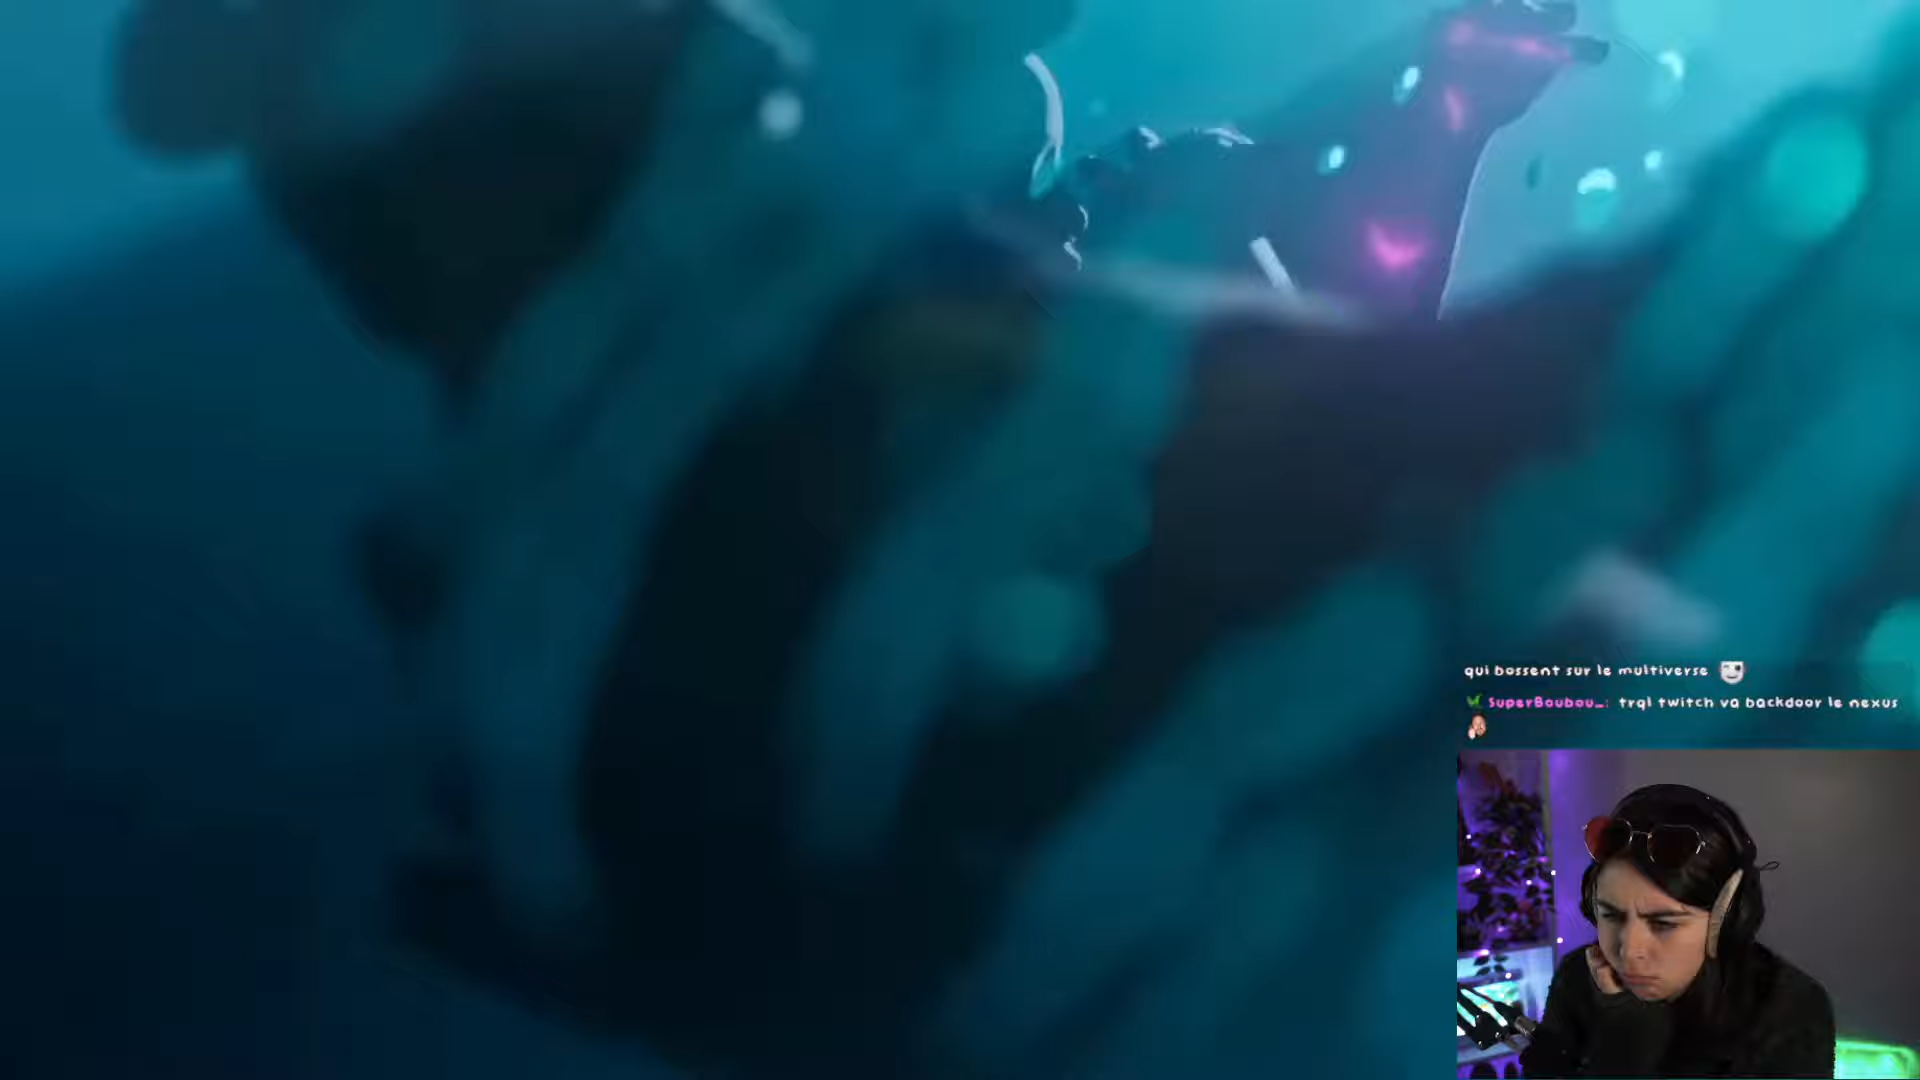 qui bossent sur le multiverse
SuperBoubou_: trql twitch va backdoor le nexus